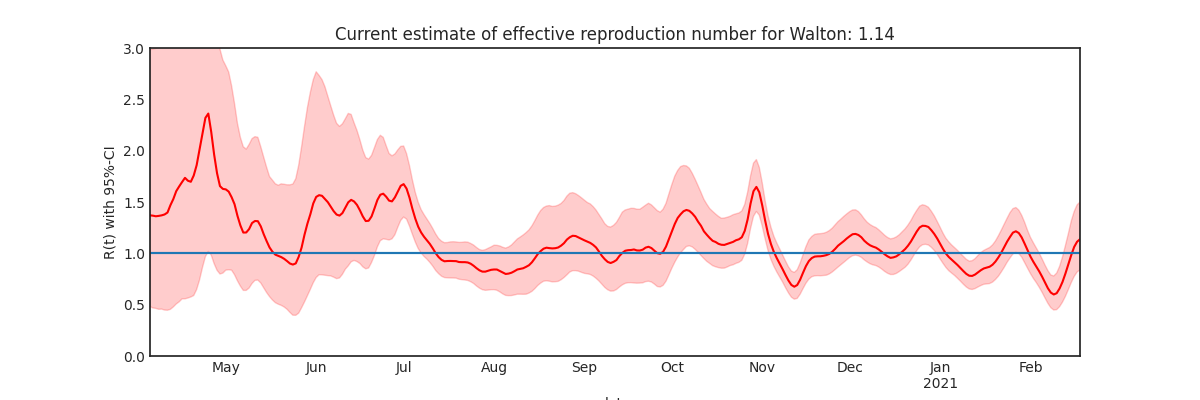 Current estimate of effective reproduction number for Walton: 1.14
R(t) with 95%-CI
3.0
2.5
2.0
1.5
1.0
0.5
0.0
May Jun Jul Aug Sep Oct Nov Dec Jan Feb
2021